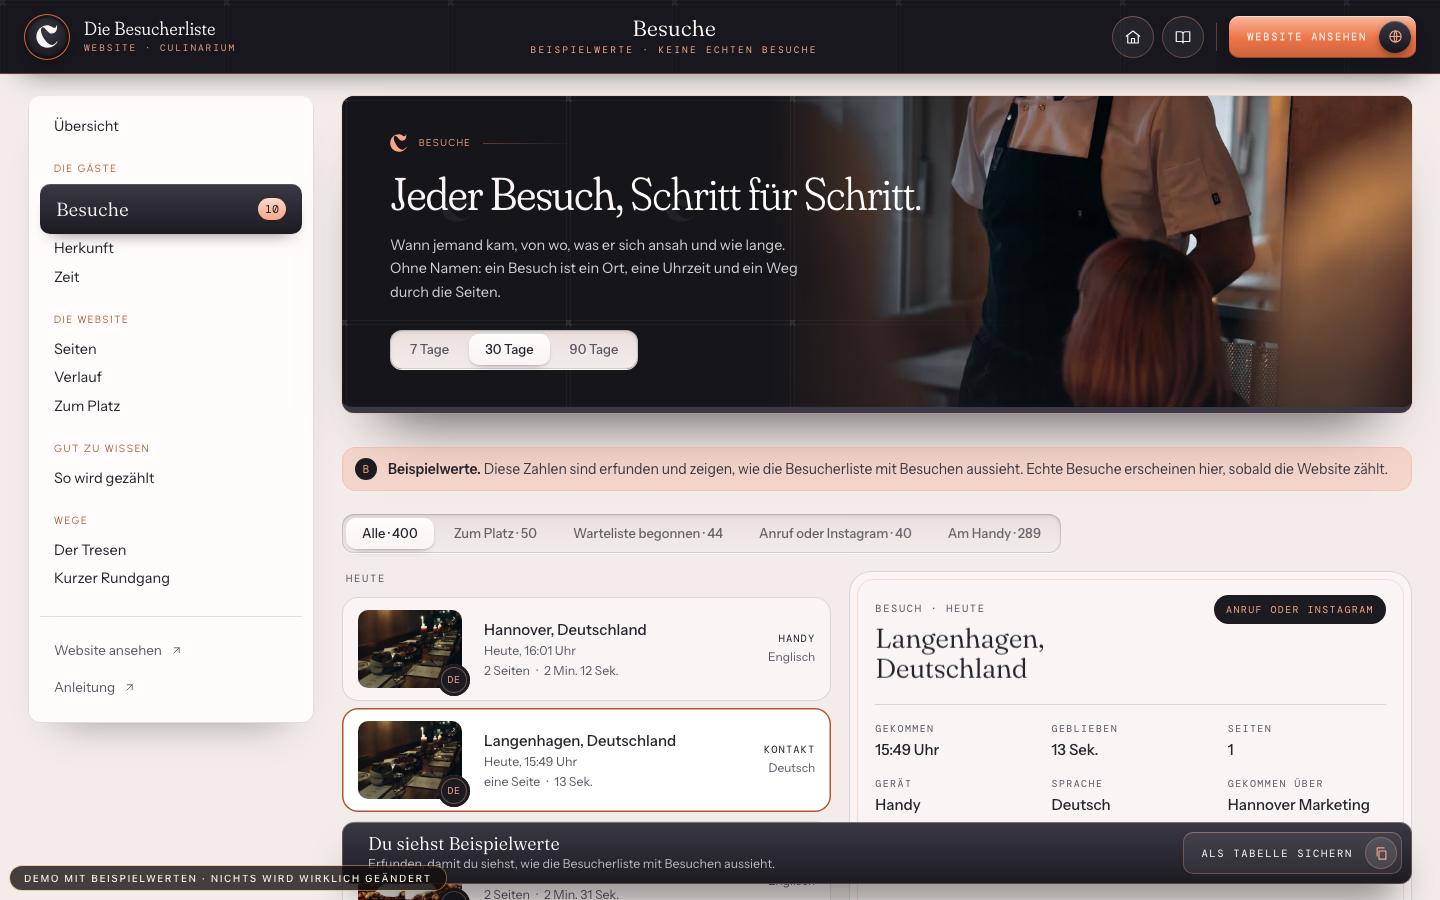 Die Besucherliste
WEBSITE · CULINARIUM
Besuche
BEISPIELWERTE · KEINE ECHTEN BESUCHE
WEBSITE ANSEHEN
Übersicht
DIE GÄSTE
Besuche 10
Herkunft
Zeit
DIE WEBSITE
Seiten
Verlauf
Zum Platz
GUT ZU WISSEN
So wird gezählt
WEGE
Der Tresen
Kurzer Rundgang
Website ansehen
Anleitung
BESUCHE
Jeder Besuch, Schritt für Schritt.
Wann jemand kam, von wo, was er sich ansah und wie lange.
Ohne Namen: ein Besuch ist ein Ort, eine Uhrzeit und ein Weg
durch die Seiten.
7 Tage 30 Tage 90 Tage
B Beispielwerte. Diese Zahlen sind erfunden und zeigen, wie die Besucherliste mit Besuchen aussieht. Echte Besuche erscheinen hier, sobald die Website zählt.
Alle · 400 Zum Platz · 50 Warteliste begonnen · 44 Anruf oder Instagram · 40 Am Handy · 289
HEUTE
Hannover, Deutschland
Heute, 16:01 Uhr
2 Seiten · 2 Min. 12 Sek.
HANDY
Englisch
DE
Langenhagen, Deutschland
Heute, 15:49 Uhr
eine Seite · 13 Sek.
KONTAKT
Deutsch
DE
BESUCH · HEUTE
ANRUF ODER INSTAGRAM
Langenhagen,
Deutschland
GEKOMMEN GEBLIEBEN SEITEN
15:49 Uhr 13 Sek. 1
GERÄT SPRACHE GEKOMMEN ÜBER
Handy Deutsch Hannover Marketing
Du siehst Beispielwerte
Erfunden, damit du siehst, wie die Besucherliste mit Besuchen aussieht.
ALS TABELLE SICHERN
DEMO MIT BEISPIELWERTEN · NICHTS WIRD WIRKLICH GEÄNDERT
2 Seiten · 2 Min. 31 Sek.